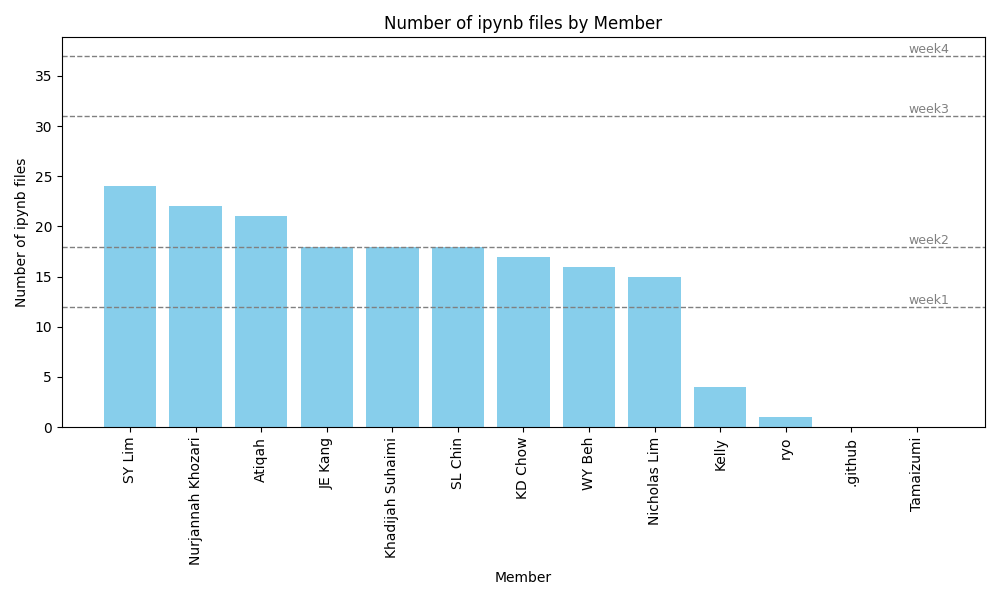 Number of ipynb files by Member
Number of ipynb files
35
30
25
20
15
10
5
0
week4
week3
week2
week1
SY Lim
Nurjannah Khozari
Atiqah
JE Kang
Khadijah Suhaimi
SL Chin
KD Chow
WY Beh
Nicholas Lim
Kelly
ryo
.github
Tamaizumi
Member